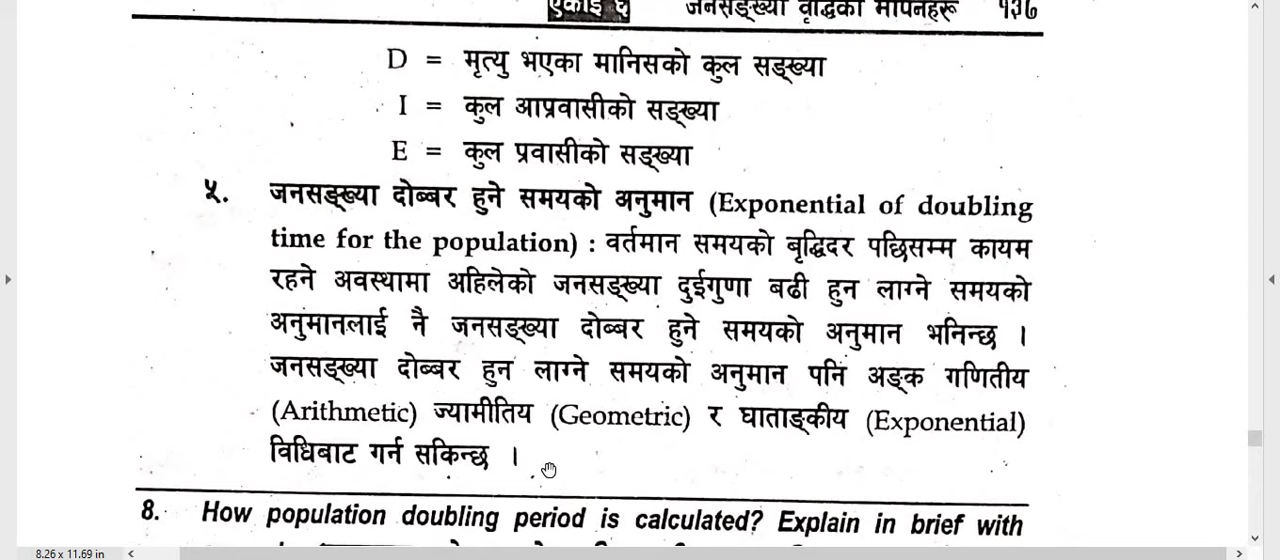 एकाइ ६ जनसङ्ख्या वृद्धिका मापनहरू १३७
D = मृत्यु भएका मानिसको कुल सङ्ख्या
I = कुल आप्रवासीको सङ्ख्या
E = कुल प्रवासीको सङ्ख्या
५. जनसङ्ख्या दोब्बर हुने समयको अनुमान (Exponential of doubling
time for the population) : वर्तमान समयको बृद्धिदर पछिसम्म कायम
रहने अवस्थामा अहिलेको जनसङ्ख्या दुईगुणा बढी हुन लाग्ने समयको
अनुमानलाई नै जनसङ्ख्या दोब्बर हुने समयको अनुमान भनिन्छ ।
जनसङ्ख्या दोब्बर हुन लाग्ने समयको अनुमान पनि अङ्क गणितीय
(Arithmetic) ज्यामीतिय (Geometric) र घाताङ्कीय (Exponential)
विधिबाट गर्न सकिन्छ ।
8. How population doubling period is calculated? Explain in brief with
8.26 x 11.69 in